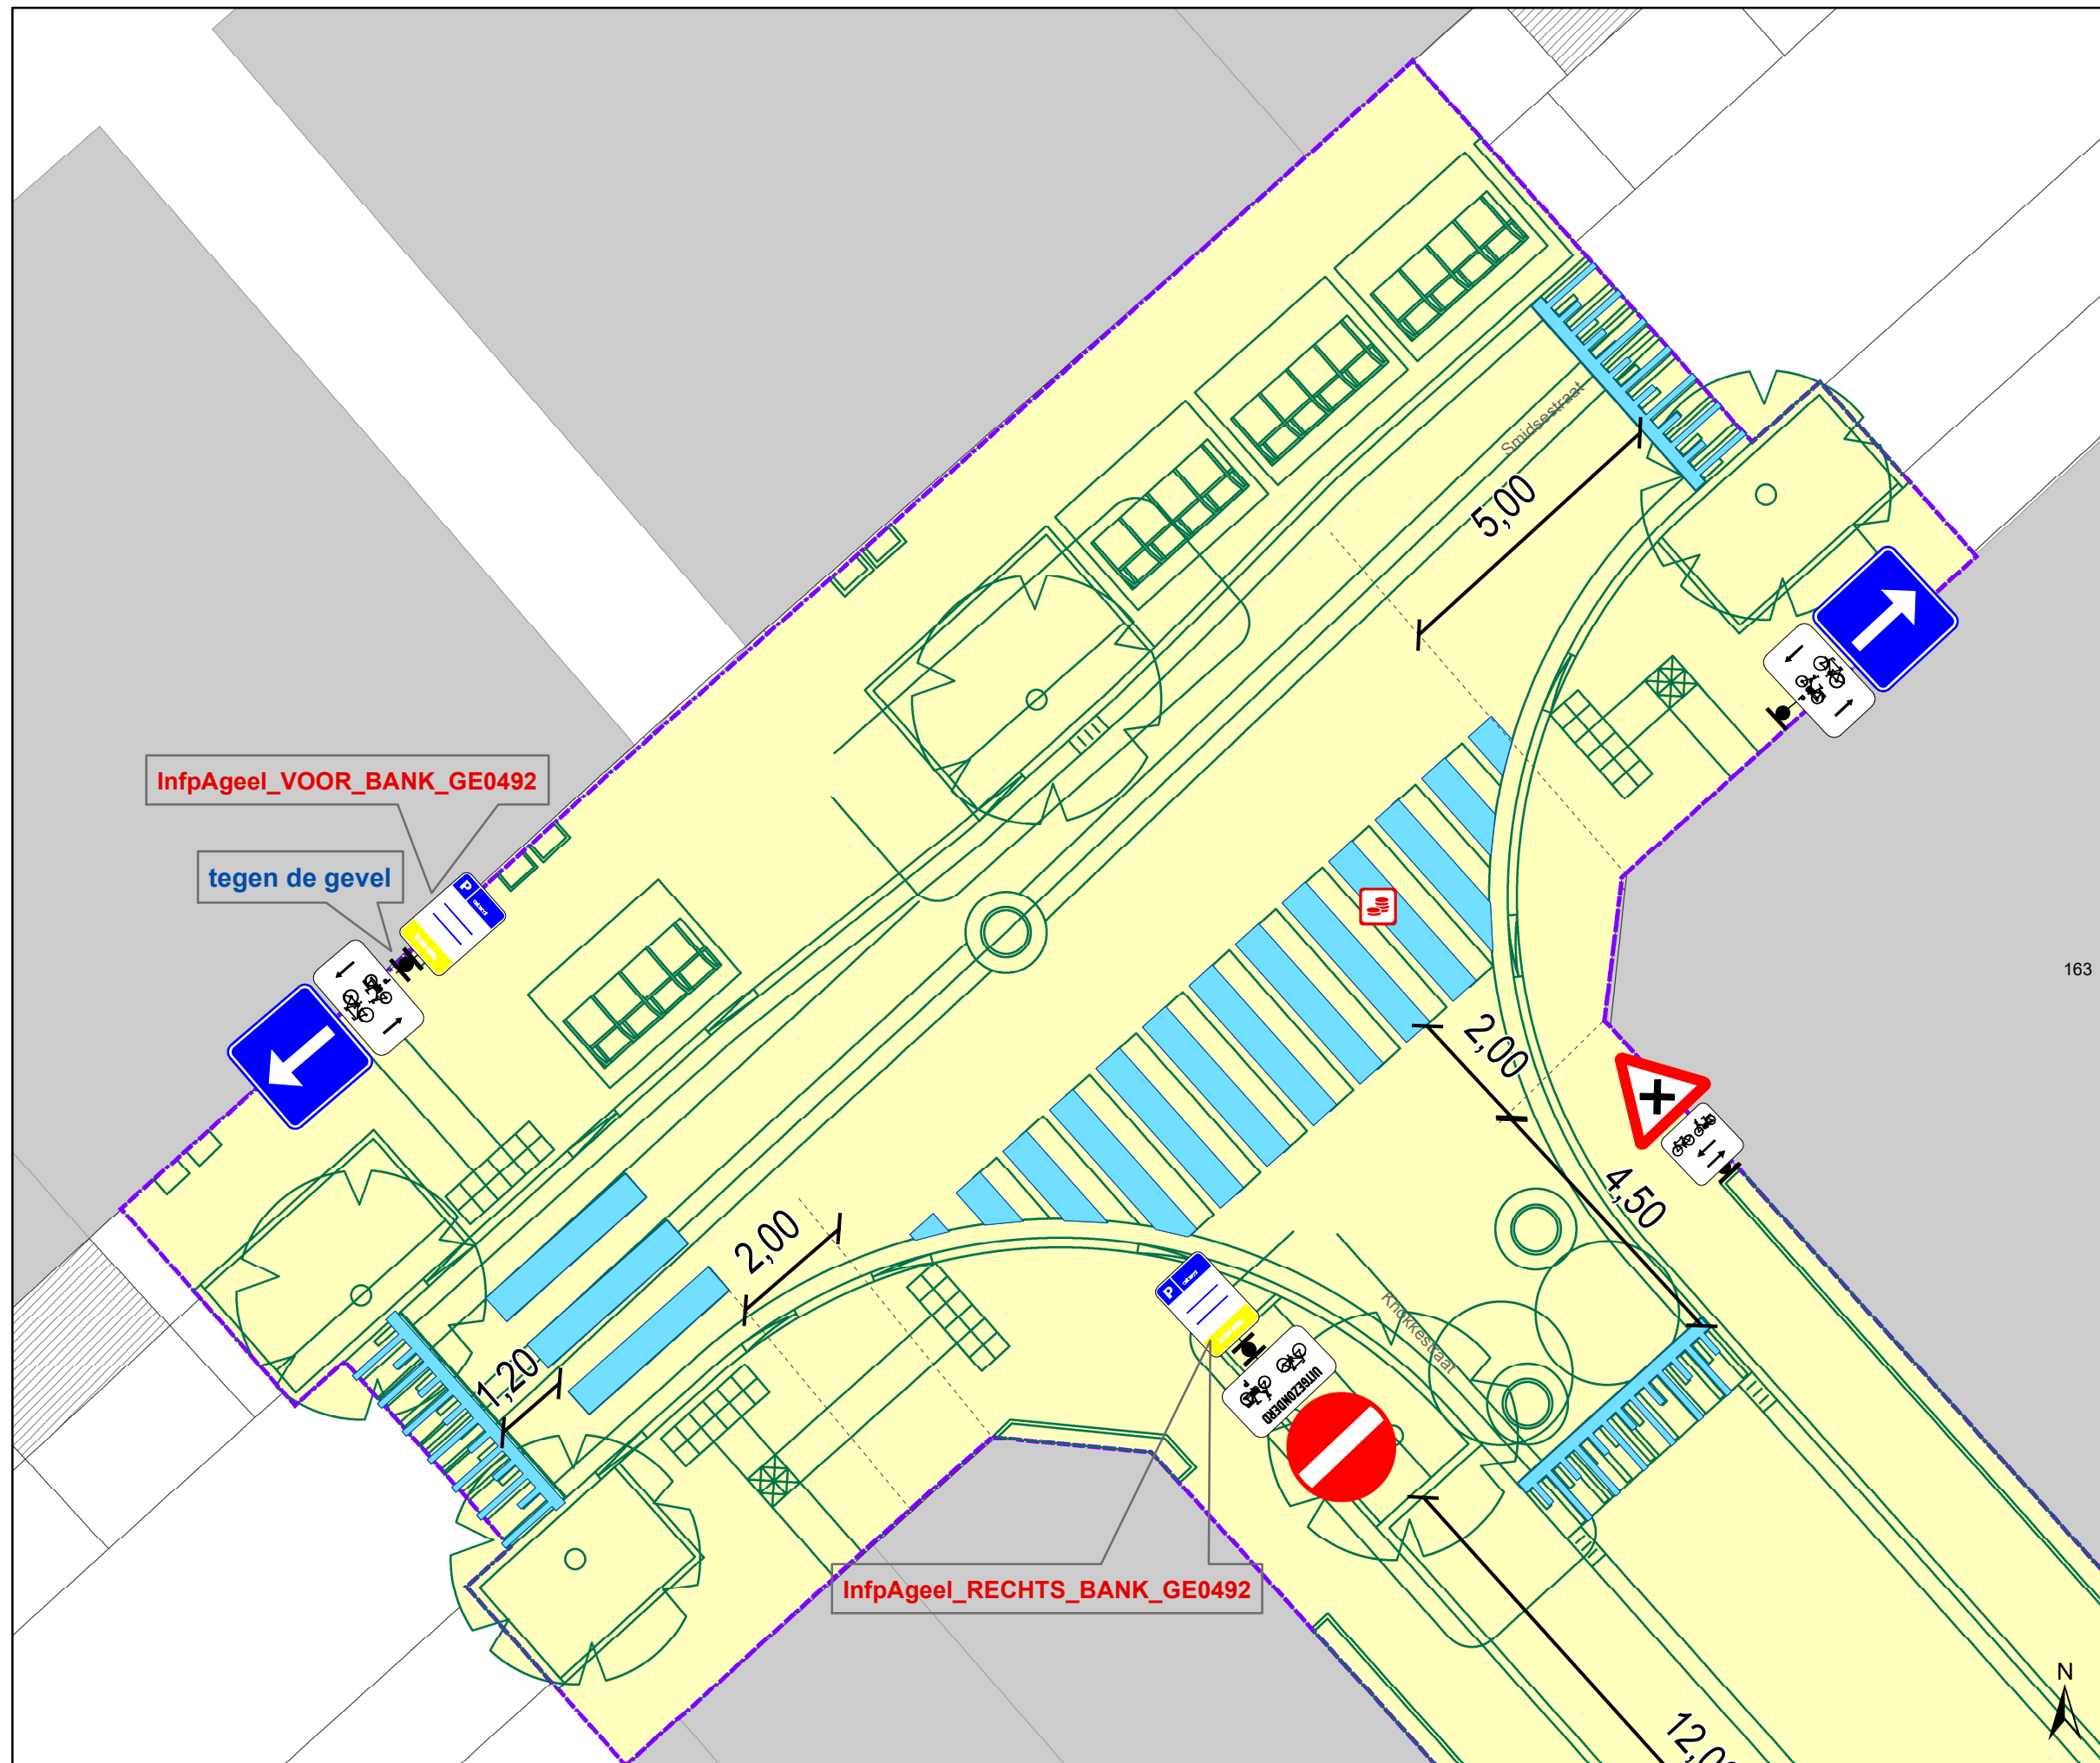 Smidsestraat
5,00
InfpAgeel_VOOR_BANK_GE0492
tegen de gevel
P
163
2,00
4,50
2,00
1,20
P
UITGEZONDERD
Knokkestraat
InfpAgeel_RECHTS_BANK_GE0492
N